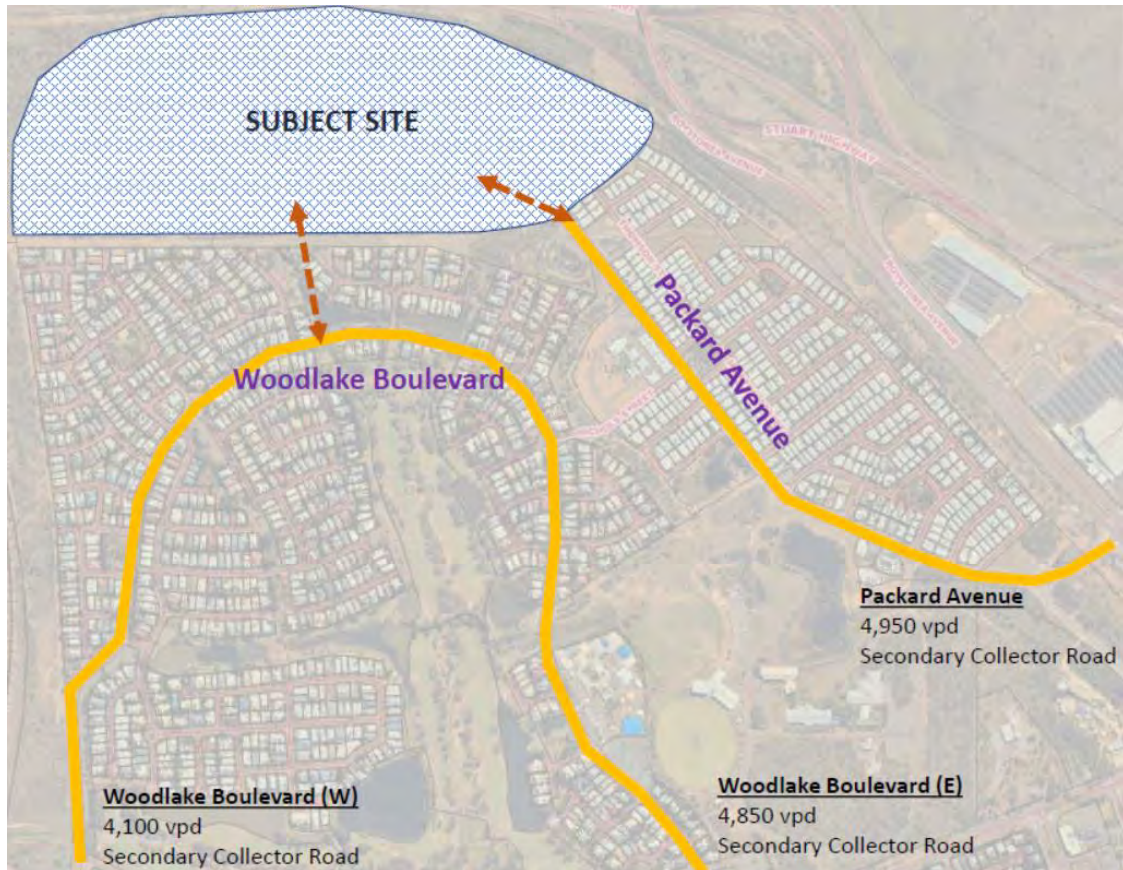 SUBJECT SITE
STUART HIGHWAY
Packard Avenue
Woodlake Boulevard
Packard Avenue
4,950 vpd
Secondary Collector Road
Woodlake Boulevard (W)
4,100 vpd
Secondary Collector Road
Woodlake Boulevard (E)
4,850 vpd
Secondary Collector Road